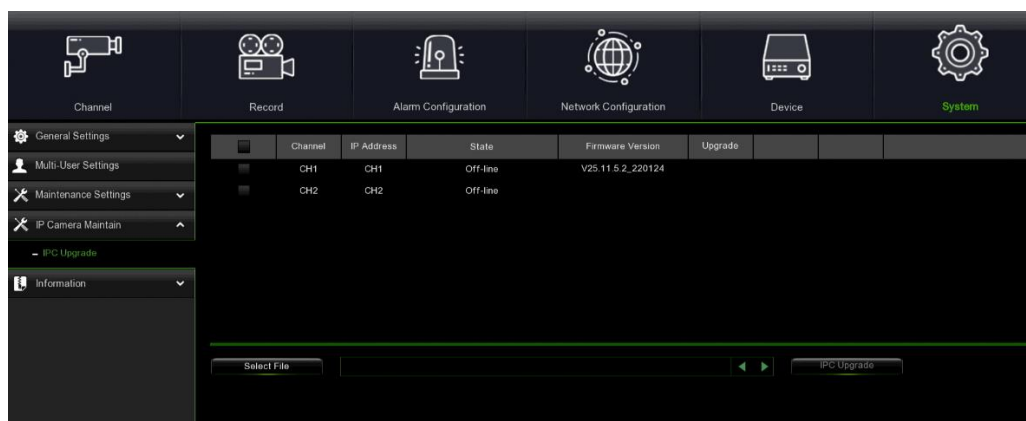 Channel Record Alarm Configuration Network Configuration Device System
General Settings
Multi-User Settings
Maintenance Settings
IP Camera Maintain
IPC Upgrade
Information
Channel IP Address State Firmware Version Upgrade
CH1 CH1 Off-line V25.11.5.2_220124
CH2 CH2 Off-line
Select File IPC Upgrade